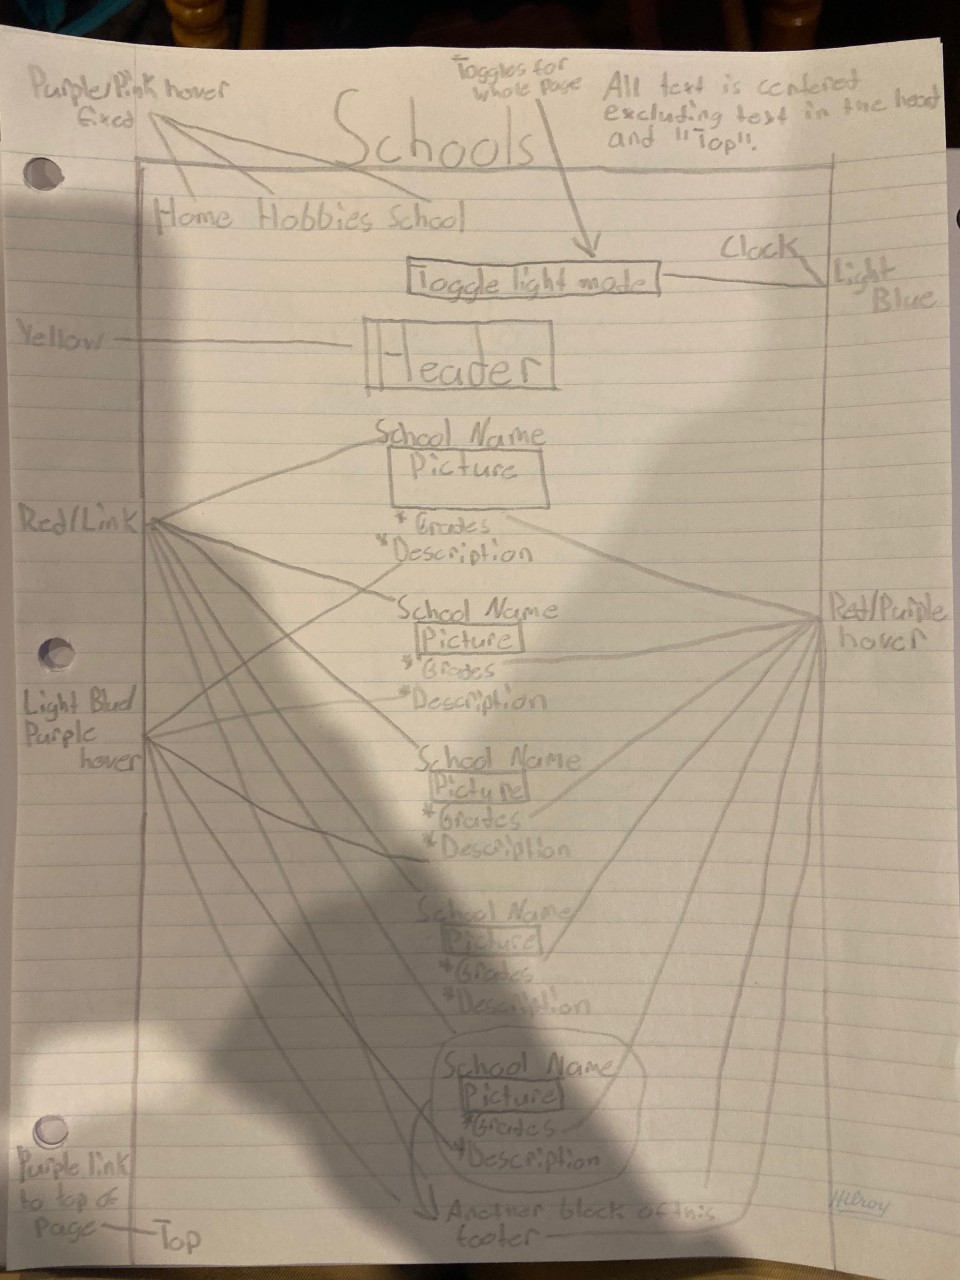 Purple/Pink hover
fixed
Toggles for
whole page
All text is centered
excluding text in the head
and "Top".
Schools
Home Hobbies School
Toggle light mode
Clock
Light
Blue
Yellow
Header
School Name
Picture
*Grades
*Description
Red/Link
School Name
Picture
*Grades
*Description
Red/Purple
hover
Light Blue/
Purple
hover
School Name
Picture
*Grades
*Description
School Name
Picture
*Grades
*Description
School Name
Picture
*Grades
*Description
Purple link
to top of
page
Top
Another block of this
footer